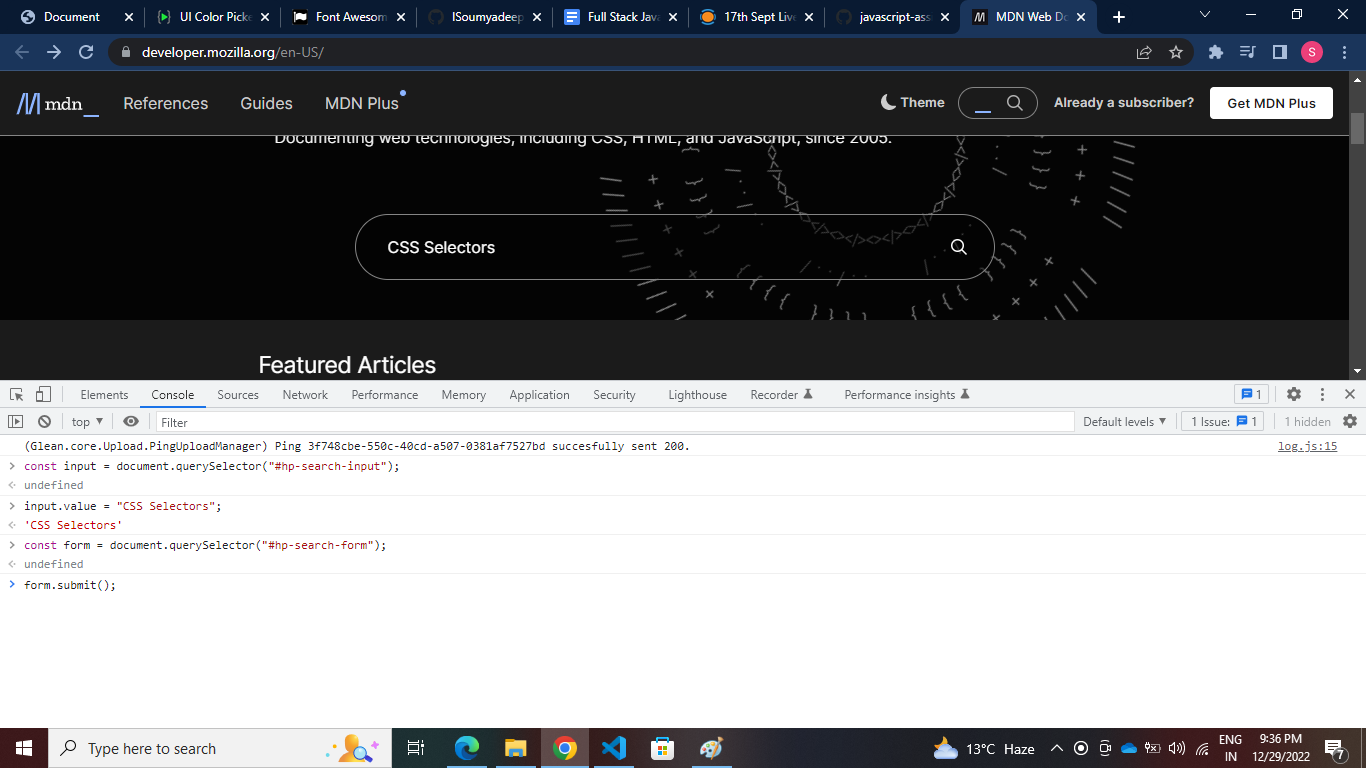 Document
UI Color Picke
Font Awesom
ISoumyadeep
Full Stack Java
17th Sept Live
javascript-ass
MDN Web Do
developer.mozilla.org/en-US/
S
mdn_
References
Guides
MDN Plus
Theme
Already a subscriber?
Get MDN Plus
Documenting web technologies, including CSS, HTML, and JavaScript, since 2005.
CSS Selectors
Featured Articles
Elements
Console
Sources
Network
Performance
Memory
Application
Security
Lighthouse
Recorder
Performance insights
1
top
Filter
Default levels
1 Issue: 1
1 hidden
(Glean.core.Upload.PingUploadManager) Ping 3f748cbe-550c-40cd-a507-0381af7527bd succesfully sent 200.
log.js:15
const input = document.querySelector("#hp-search-input");
undefined
input.value = "CSS Selectors";
'CSS Selectors'
const form = document.querySelector("#hp-search-form");
undefined
form.submit();
Type here to search
13°C Haze
ENG
IN
9:36 PM
12/29/2022
7